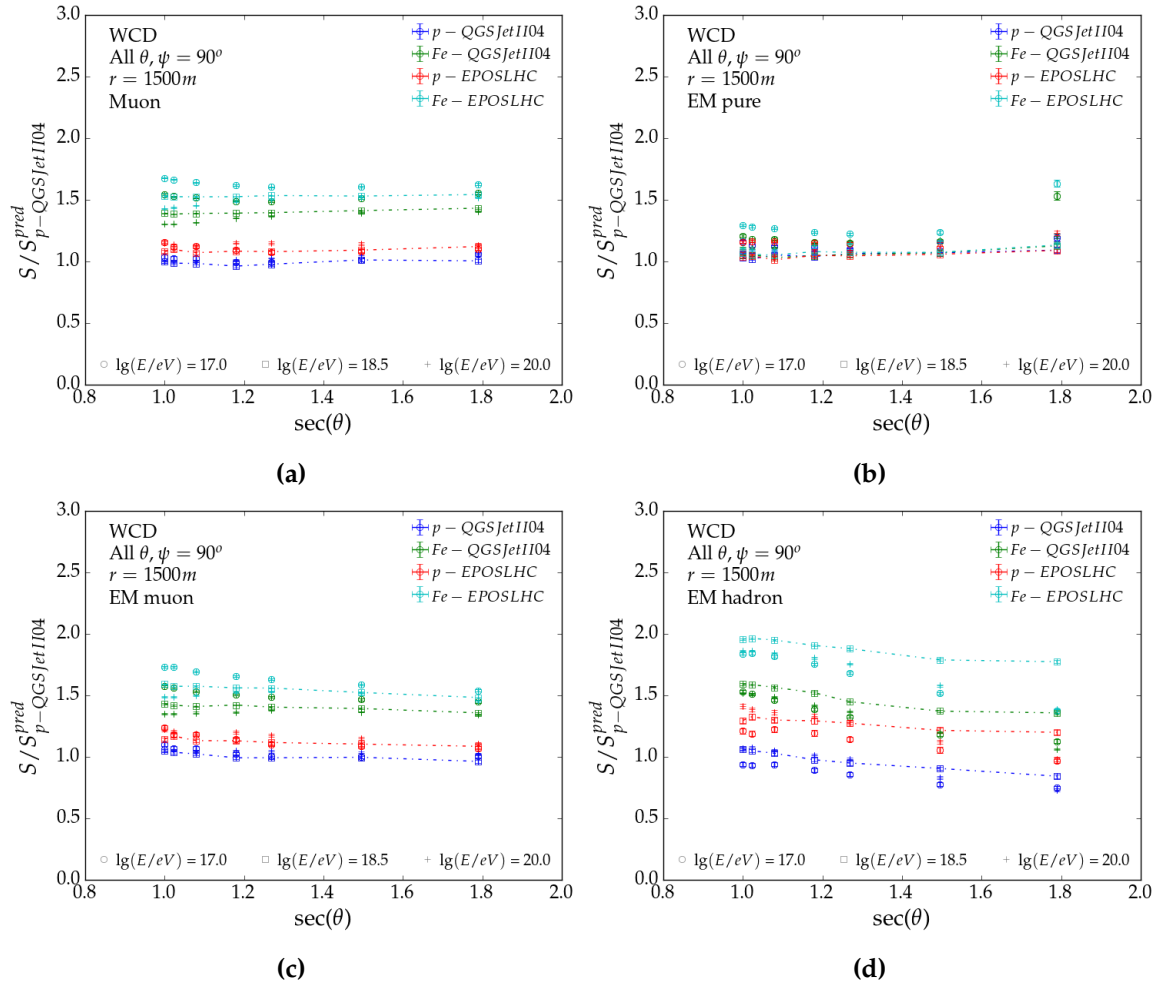 WCD
All θ, ψ = 90°
r = 1500m
Muon
p − QGSJetII04
Fe − QGSJetII04
p − EPOSLHC
Fe − EPOSLHC
3.0
2.5
2.0
1.5
1.0
0.5
0.0
S/S^{pred}_{p−QGSJetII04}
lg(E/eV) = 17.0 lg(E/eV) = 18.5 lg(E/eV) = 20.0
0.8 1.0 1.2 1.4 1.6 1.8 2.0
sec(θ)
(a)
WCD
All θ, ψ = 90°
r = 1500m
EM pure
p − QGSJetII04
Fe − QGSJetII04
p − EPOSLHC
Fe − EPOSLHC
3.0
2.5
2.0
1.5
1.0
0.5
0.0
S/S^{pred}_{p−QGSJetII04}
lg(E/eV) = 17.0 lg(E/eV) = 18.5 lg(E/eV) = 20.0
0.8 1.0 1.2 1.4 1.6 1.8 2.0
sec(θ)
(b)
WCD
All θ, ψ = 90°
r = 1500m
EM muon
p − QGSJetII04
Fe − QGSJetII04
p − EPOSLHC
Fe − EPOSLHC
3.0
2.5
2.0
1.5
1.0
0.5
0.0
S/S^{pred}_{p−QGSJetII04}
lg(E/eV) = 17.0 lg(E/eV) = 18.5 lg(E/eV) = 20.0
0.8 1.0 1.2 1.4 1.6 1.8 2.0
sec(θ)
(c)
WCD
All θ, ψ = 90°
r = 1500m
EM hadron
p − QGSJetII04
Fe − QGSJetII04
p − EPOSLHC
Fe − EPOSLHC
3.0
2.5
2.0
1.5
1.0
0.5
0.0
S/S^{pred}_{p−QGSJetII04}
lg(E/eV) = 17.0 lg(E/eV) = 18.5 lg(E/eV) = 20.0
0.8 1.0 1.2 1.4 1.6 1.8 2.0
sec(θ)
(d)